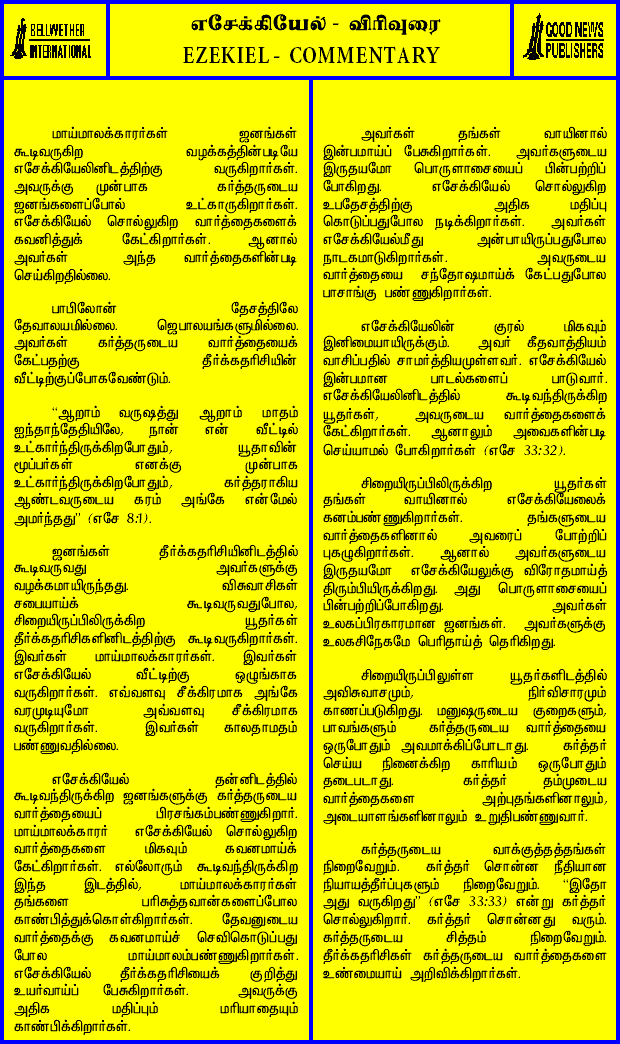 BELLWETHER
INTERNATIONAL
எசேக்கியேல் - விரிவுரை
EZEKIEL - COMMENTARY
GOOD NEWS
PUBLISHERS
மாய்மாலக்காரர்கள் ஜனங்கள்
கூடிவருகிற வழக்கத்தின்படியே
எசேக்கியேலினிடத்திற்கு வருகிறார்கள்.
அவருக்கு முன்பாக கர்த்தருடைய
ஜனங்களைப்போல் உட்காருகிறார்கள்.
எசேக்கியேல் சொல்லுகிற வார்த்தைகளைக்
கவனித்துக் கேட்கிறார்கள். ஆனால்
அவர்கள் அந்த வார்த்தைகளின்படி
செய்கிறதில்லை.
பாபிலோன் தேசத்திலே
தேவாலயமில்லை. ஜெபாலயங்களுமில்லை.
அவர்கள் கர்த்தருடைய வார்த்தையைக்
கேட்பதற்கு தீர்க்கதரிசியின்
வீட்டிற்குப்போகவேண்டும்.
“ஆறாம் வருஷத்து ஆறாம் மாதம்
ஐந்தாந்தேதியிலே, நான் என் வீட்டில்
உட்கார்ந்திருக்கிறபோதும், யூதாவின்
மூப்பர்கள் எனக்கு முன்பாக
உட்கார்ந்திருக்கிறபோதும், கர்த்தராகிய
ஆண்டவருடைய கரம் அங்கே என்மேல்
அமர்ந்தது” (எசே 8:1).
ஜனங்கள் தீர்க்கதரிசியினிடத்தில்
கூடிவருவது அவர்களுக்கு
வழக்கமாயிருந்தது. விசுவாசிகள்
சபையாய்க் கூடிவருவதுபோல,
சிறையிருப்பிலிருக்கிற யூதர்கள்
தீர்க்கதரிசிகளினிடத்திற்கு கூடிவருகிறார்கள்.
இவர்கள் மாய்மாலக்காரர்கள். இவர்கள்
எசேக்கியேல் வீட்டிற்கு ஒழுங்காக
வருகிறார்கள். எவ்வளவு சீக்கிரமாக அங்கே
வரமுடியுமோ அவ்வளவு சீக்கிரமாக
வருகிறார்கள். இவர்கள் காலதாமதம்
பண்ணுவதில்லை.
எசேக்கியேல் தன்னிடத்தில்
கூடிவந்திருக்கிற ஜனங்களுக்கு கர்த்தருடைய
வார்த்தையைப் பிரசங்கம்பண்ணுகிறார்.
மாய்மாலக்காரர் எசேக்கியேல் சொல்லுகிற
வார்த்தைகளை மிகவும் கவனமாய்க்
கேட்கிறார்கள். எல்லோரும் கூடிவந்திருக்கிற
இந்த இடத்தில், மாய்மாலக்காரர்கள்
தங்களை பரிசுத்தவான்களைப்போல
காண்பித்துக்கொள்கிறார்கள். தேவனுடைய
வார்த்தைக்கு கவனமாய்ச் செவிகொடுப்பது
போல மாய்மாலம்பண்ணுகிறார்கள்.
எசேக்கியேல் தீர்க்கதரிசியைக் குறித்து
உயர்வாய்ப் பேசுகிறார்கள். அவருக்கு
அதிக மதிப்பும் மரியாதையும்
காண்பிக்கிறார்கள்.
அவர்கள் தங்கள் வாயினால்
இன்பமாய்ப் பேசுகிறார்கள். அவர்களுடைய
இருதயமோ பொருளாசையைப் பின்பற்றிப்
போகிறது. எசேக்கியேல் சொல்லுகிற
உபதேசத்திற்கு அதிக மதிப்பு
கொடுப்பதுபோல நடிக்கிறார்கள். அவர்கள்
எசேக்கியேல்மீது அன்பாயிருப்பதுபோல
நாடகமாடுகிறார்கள். அவருடைய
வார்த்தையை சந்தோஷமாய்க் கேட்பதுபோல
பாசாங்கு பண்ணுகிறார்கள்.
எசேக்கியேலின் குரல் மிகவும்
இனிமையாயிருக்கும். அவர் கீதவாத்தியம்
வாசிப்பதில் சாமர்த்தியமுள்ளவர். எசேக்கியேல்
இன்பமான பாடல்களைப் பாடுவார்.
எசேக்கியேலினிடத்தில் கூடிவந்திருக்கிற
யூதர்கள், அவருடைய வார்த்தைகளைக்
கேட்கிறார்கள். ஆனாலும் அவைகளின்படி
செய்யாமல் போகிறார்கள் (எசே 33:32).
சிறையிருப்பிலிருக்கிற யூதர்கள்
தங்கள் வாயினால் எசேக்கியேலைக்
கனம்பண்ணுகிறார்கள். தங்களுடைய
வார்த்தைகளினால் அவரைப் போற்றிப்
புகழுகிறார்கள். ஆனால் அவர்களுடைய
இருதயமோ எசேக்கியேலுக்கு விரோதமாய்த்
திரும்பியிருக்கிறது. அது பொருளாசையைப்
பின்பற்றிப்போகிறது. அவர்கள்
உலகப்பிரகாரமான ஜனங்கள். அவர்களுக்கு
உலகசிநேகமே பெரிதாய்த் தெரிகிறது.
சிறையிருப்பிலுள்ள யூதர்களிடத்தில்
அவிசுவாசமும், நிர்விசாரமும்
காணப்படுகிறது. மனுஷருடைய குறைகளும்,
பாவங்களும் கர்த்தருடைய வார்த்தையை
ஒருபோதும் அவமாக்கிப்போடாது. கர்த்தர்
செய்ய நினைக்கிற காரியம் ஒருபோதும்
தடைபடாது. கர்த்தர் தம்முடைய
வார்த்தைகளை அற்புதங்களினாலும்,
அடையாளங்களினாலும் உறுதிபண்ணுவார்.
கர்த்தருடைய வாக்குத்தத்தங்கள்
நிறைவேறும். கர்த்தர் சொன்ன நீதியான
நியாயத்தீர்ப்புகளும் நிறைவேறும். “இதோ
அது வருகிறது” (எசே 33:33) என்று கர்த்தர்
சொல்லுகிறார். கர்த்தர் சொன்னது வரும்.
கர்த்தருடைய சித்தம் நிறைவேறும்.
தீர்க்கதரிசிகள் கர்த்தருடைய வார்த்தைகளை
உண்மையாய் அறிவிக்கிறார்கள்.